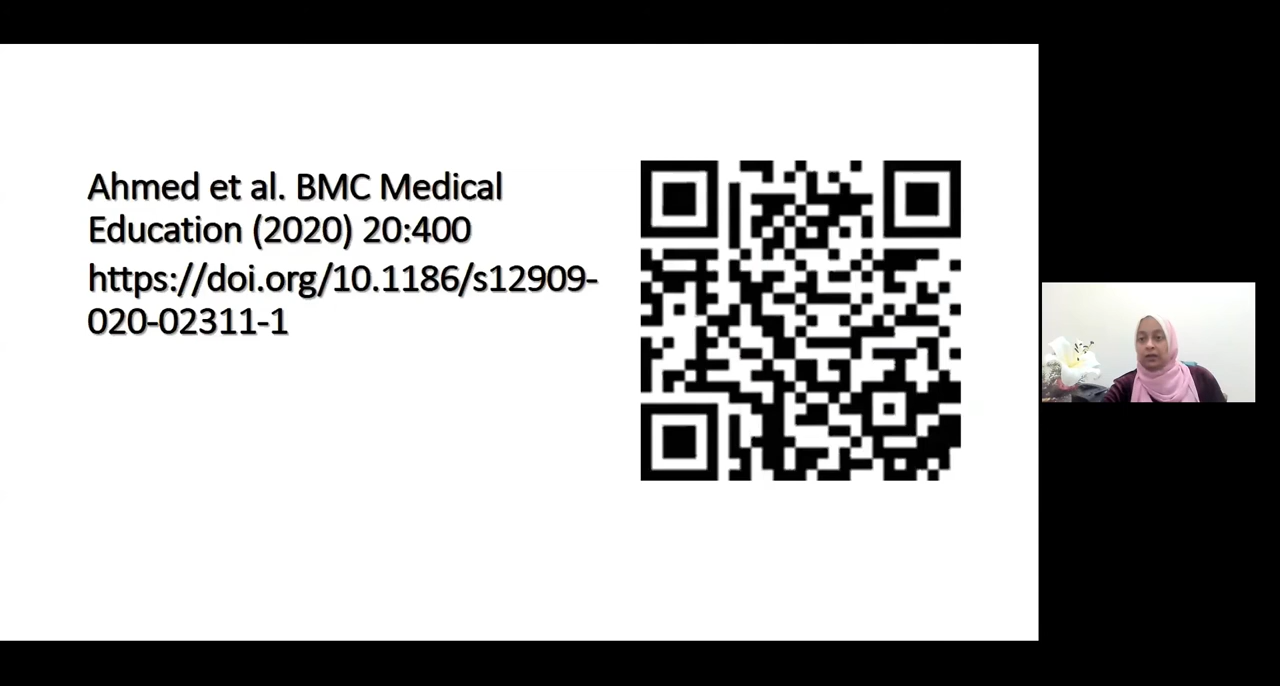 Ahmed et al. BMC Medical
Education (2020) 20:400
https://doi.org/10.1186/s12909-
020-02311-1